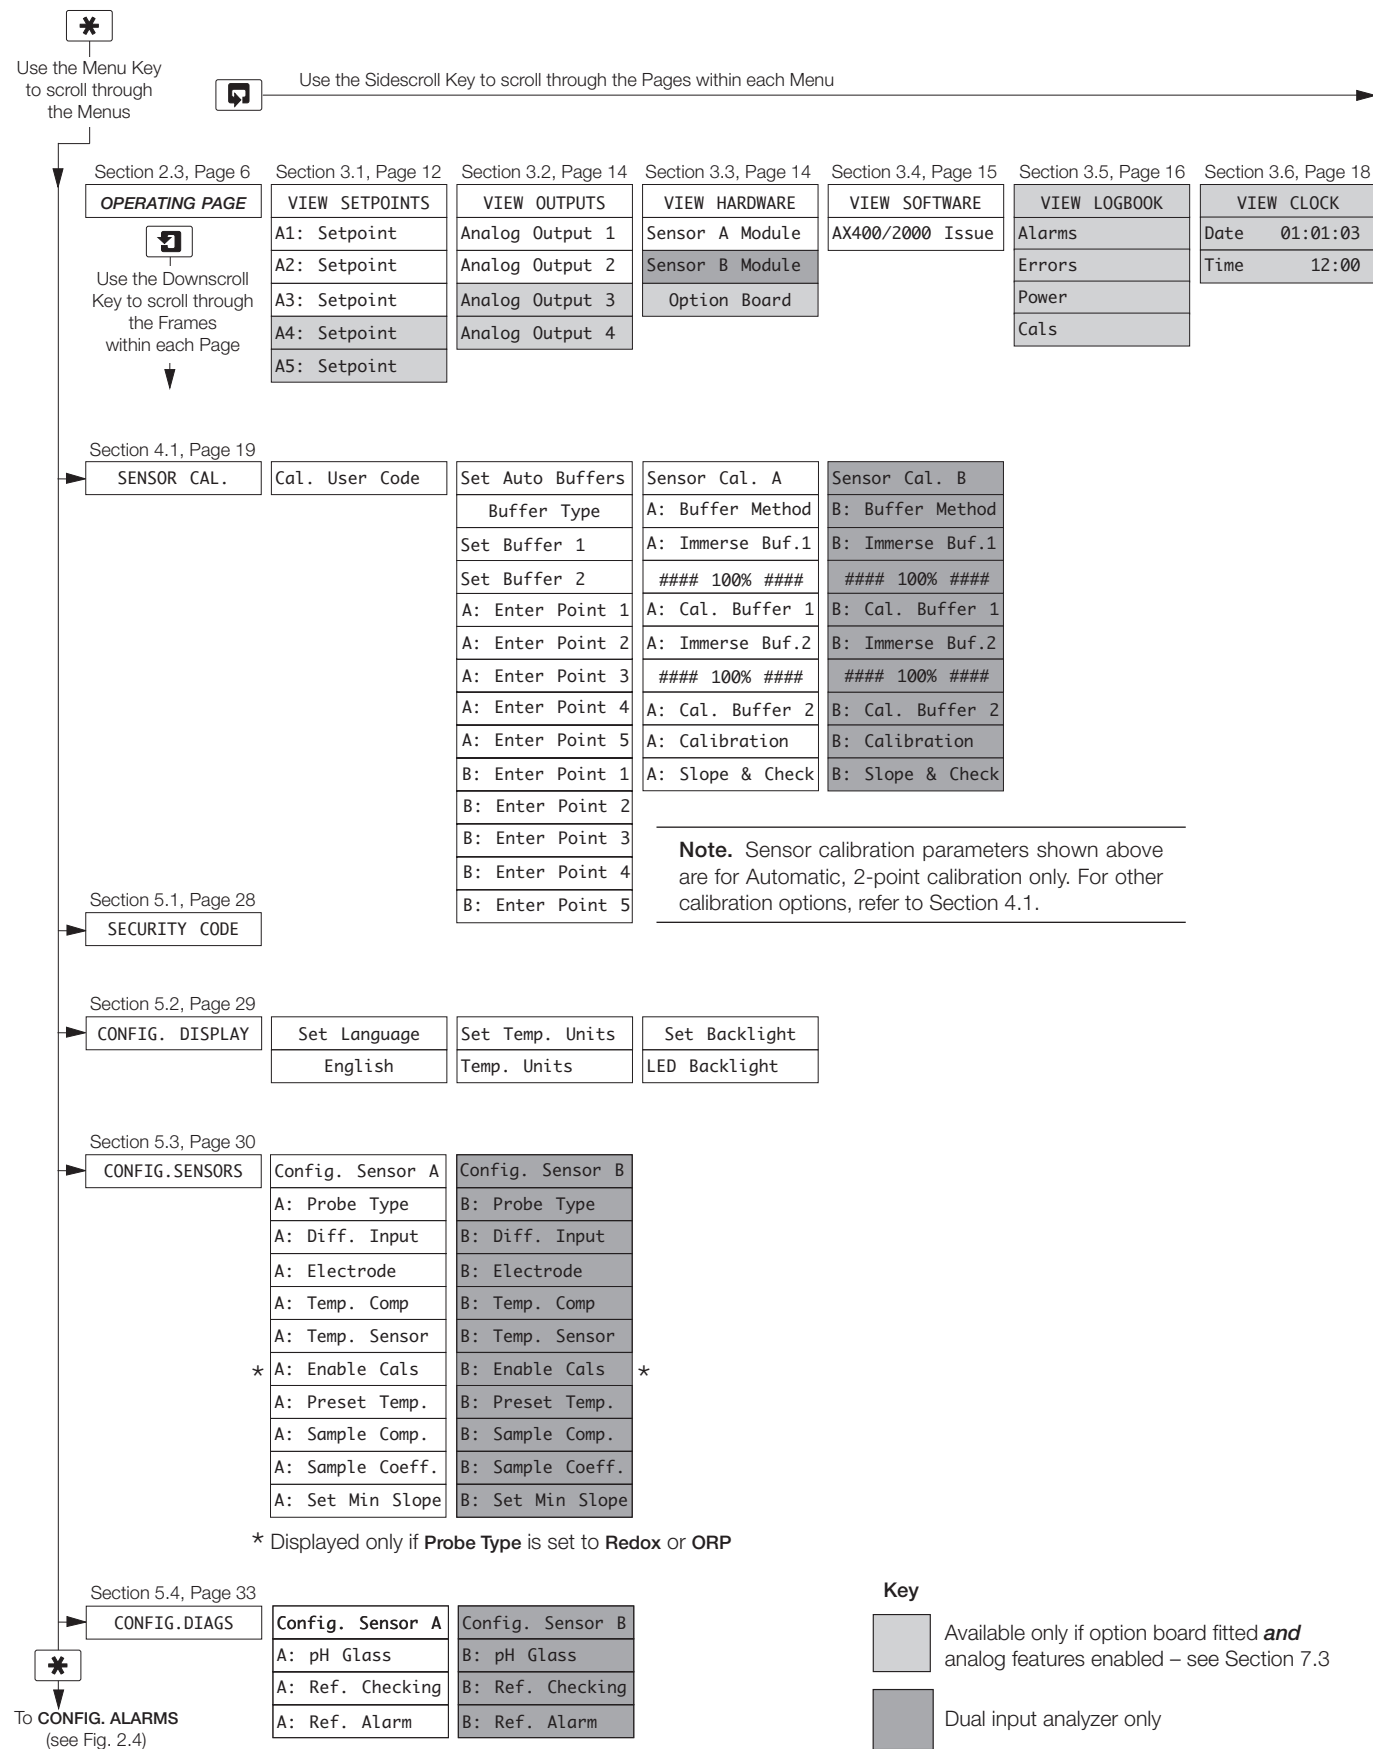 Use the Menu Key
to scroll through
the Menus
Use the Sidescroll Key to scroll through the Pages within each Menu
Section 2.3, Page 6
OPERATING PAGE
Use the Downscroll
Key to scroll through
the Frames
within each Page
Section 3.1, Page 12
VIEW SETPOINTS
A1: Setpoint
A2: Setpoint
A3: Setpoint
A4: Setpoint
A5: Setpoint
Section 3.2, Page 14
VIEW OUTPUTS
Analog Output 1
Analog Output 2
Analog Output 3
Analog Output 4
Section 3.3, Page 14
VIEW HARDWARE
Sensor A Module
Sensor B Module
Option Board
Section 3.4, Page 15
VIEW SOFTWARE
AX400/2000 Issue
Section 3.5, Page 16
VIEW LOGBOOK
Alarms
Errors
Power
Cals
Section 3.6, Page 18
VIEW CLOCK
Date 01:01:03
Time 12:00
Section 4.1, Page 19
SENSOR CAL.
Cal. User Code
Set Auto Buffers
Buffer Type
Set Buffer 1
Set Buffer 2
A: Enter Point 1
A: Enter Point 2
A: Enter Point 3
A: Enter Point 4
A: Enter Point 5
B: Enter Point 1
B: Enter Point 2
B: Enter Point 3
B: Enter Point 4
B: Enter Point 5
Sensor Cal. A
A: Buffer Method
A: Immerse Buf.1
#### 100% ####
A: Cal. Buffer 1
A: Immerse Buf.2
#### 100% ####
A: Cal. Buffer 2
A: Calibration
A: Slope & Check
Sensor Cal. B
B: Buffer Method
B: Immerse Buf.1
#### 100% ####
B: Cal. Buffer 1
B: Immerse Buf.2
#### 100% ####
B: Cal. Buffer 2
B: Calibration
B: Slope & Check
Note. Sensor calibration parameters shown above
are for Automatic, 2-point calibration only. For other
calibration options, refer to Section 4.1.
Section 5.1, Page 28
SECURITY CODE
Section 5.2, Page 29
CONFIG. DISPLAY
Set Language
English
Set Temp. Units
Temp. Units
Set Backlight
LED Backlight
Section 5.3, Page 30
CONFIG.SENSORS
Config. Sensor A
A: Probe Type
A: Diff. Input
A: Electrode
A: Temp. Comp
A: Temp. Sensor
* A: Enable Cals
A: Preset Temp.
A: Sample Comp.
A: Sample Coeff.
A: Set Min Slope
Config. Sensor B
B: Probe Type
B: Diff. Input
B: Electrode
B: Temp. Comp
B: Temp. Sensor
B: Enable Cals *
B: Preset Temp.
B: Sample Comp.
B: Sample Coeff.
B: Set Min Slope
* Displayed only if Probe Type is set to Redox or ORP
Section 5.4, Page 33
CONFIG.DIAGS
Config. Sensor A
A: pH Glass
A: Ref. Checking
A: Ref. Alarm
Config. Sensor B
B: pH Glass
B: Ref. Checking
B: Ref. Alarm
To CONFIG. ALARMS
(see Fig. 2.4)
Key
Available only if option board fitted and
analog features enabled – see Section 7.3
Dual input analyzer only